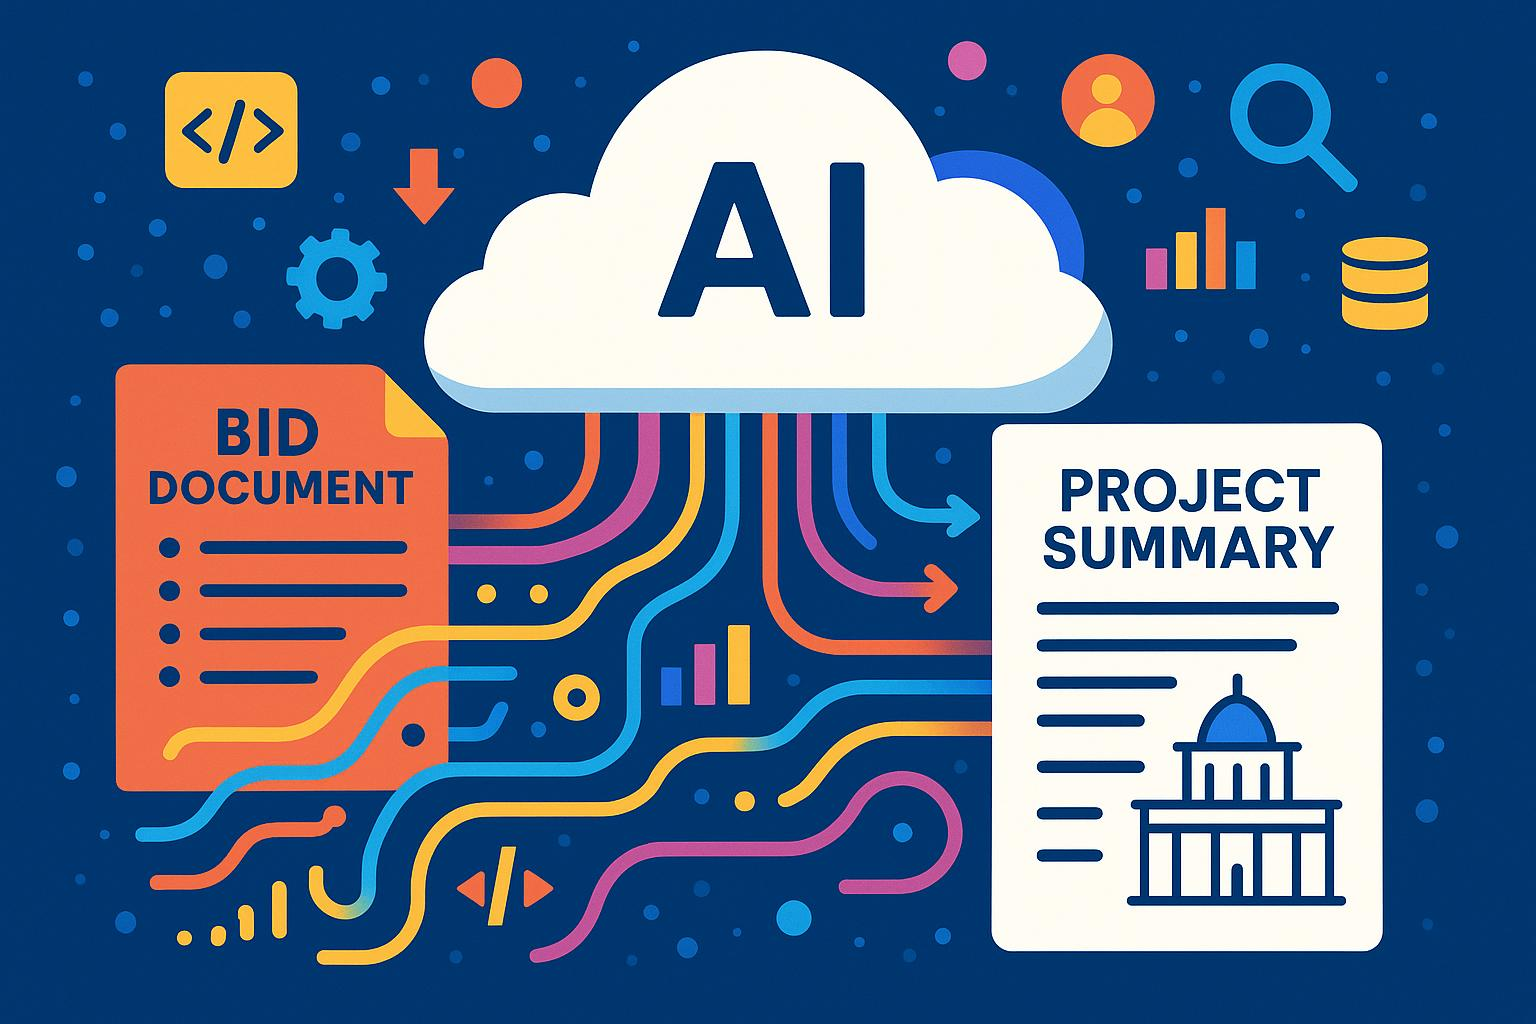 </>
AI
BID
DOCUMENT
PROJECT
SUMMARY